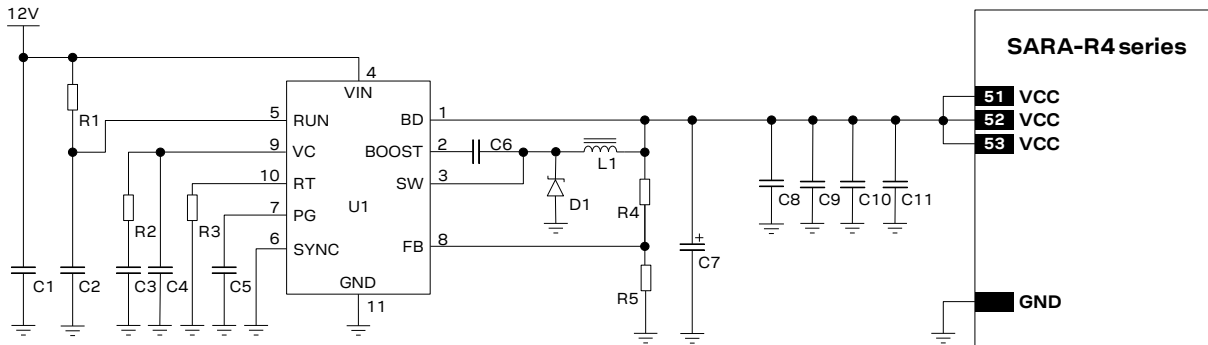 12V
SARA-R4 series
4
VIN
51 VCC
R1
5 RUN
BD 1
52 VCC
9 VC
BOOST 2
C6
53 VCC
L1
10 RT
SW 3
C8 C9 C10 C11
U1
D1
R4
7 PG
R2 R3
6 SYNC
FB 8
C7
+
C1 C2 C3 C4 C5
GND
R5
11
GND